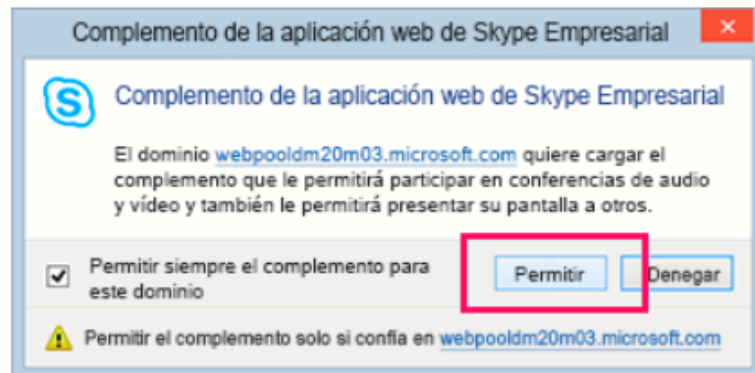 Complemento de la aplicación web de Skype Empresarial
Complemento de la aplicación web de Skype Empresarial
El dominio webpooldm20m03.microsoft.com quiere cargar el
complemento que le permitirá participar en conferencias de audio
y vídeo y también le permitirá presentar su pantalla a otros.
Permitir siempre el complemento para
este dominio
Permitir
Denegar
Permitir el complemento solo si confía en webpooldm20m03.microsoft.com